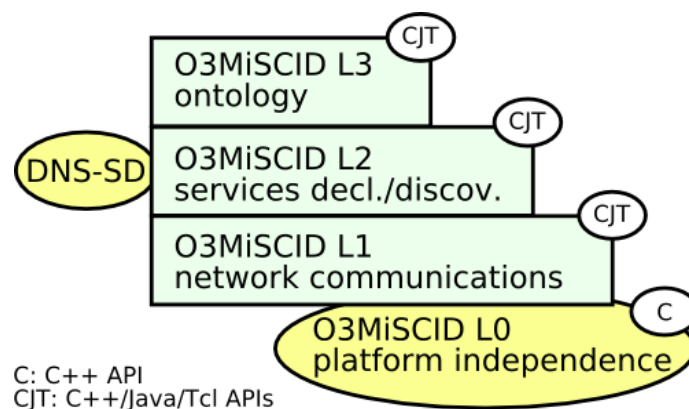 CJT
O3MiSCID L3
ontology
CJT
DNS-SD
O3MiSCID L2
services decl./discov.
CJT
O3MiSCID L1
network communications
C
O3MiSCID L0
platform independence
C: C++ API
CJT: C++/Java/Tcl APIs